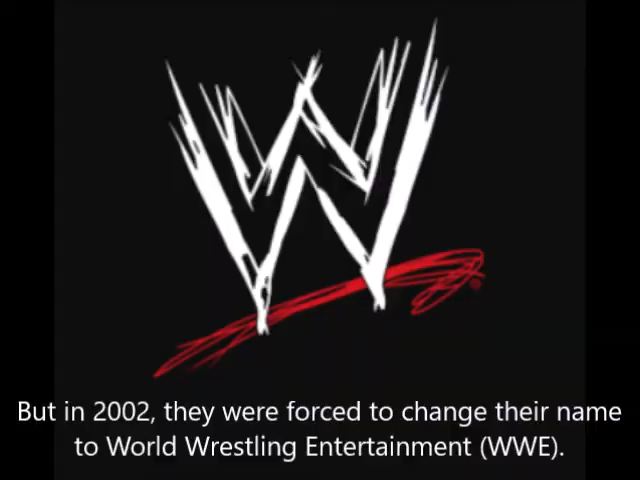 But in 2002, they were forced to change their name
to World Wrestling Entertainment (WWE).